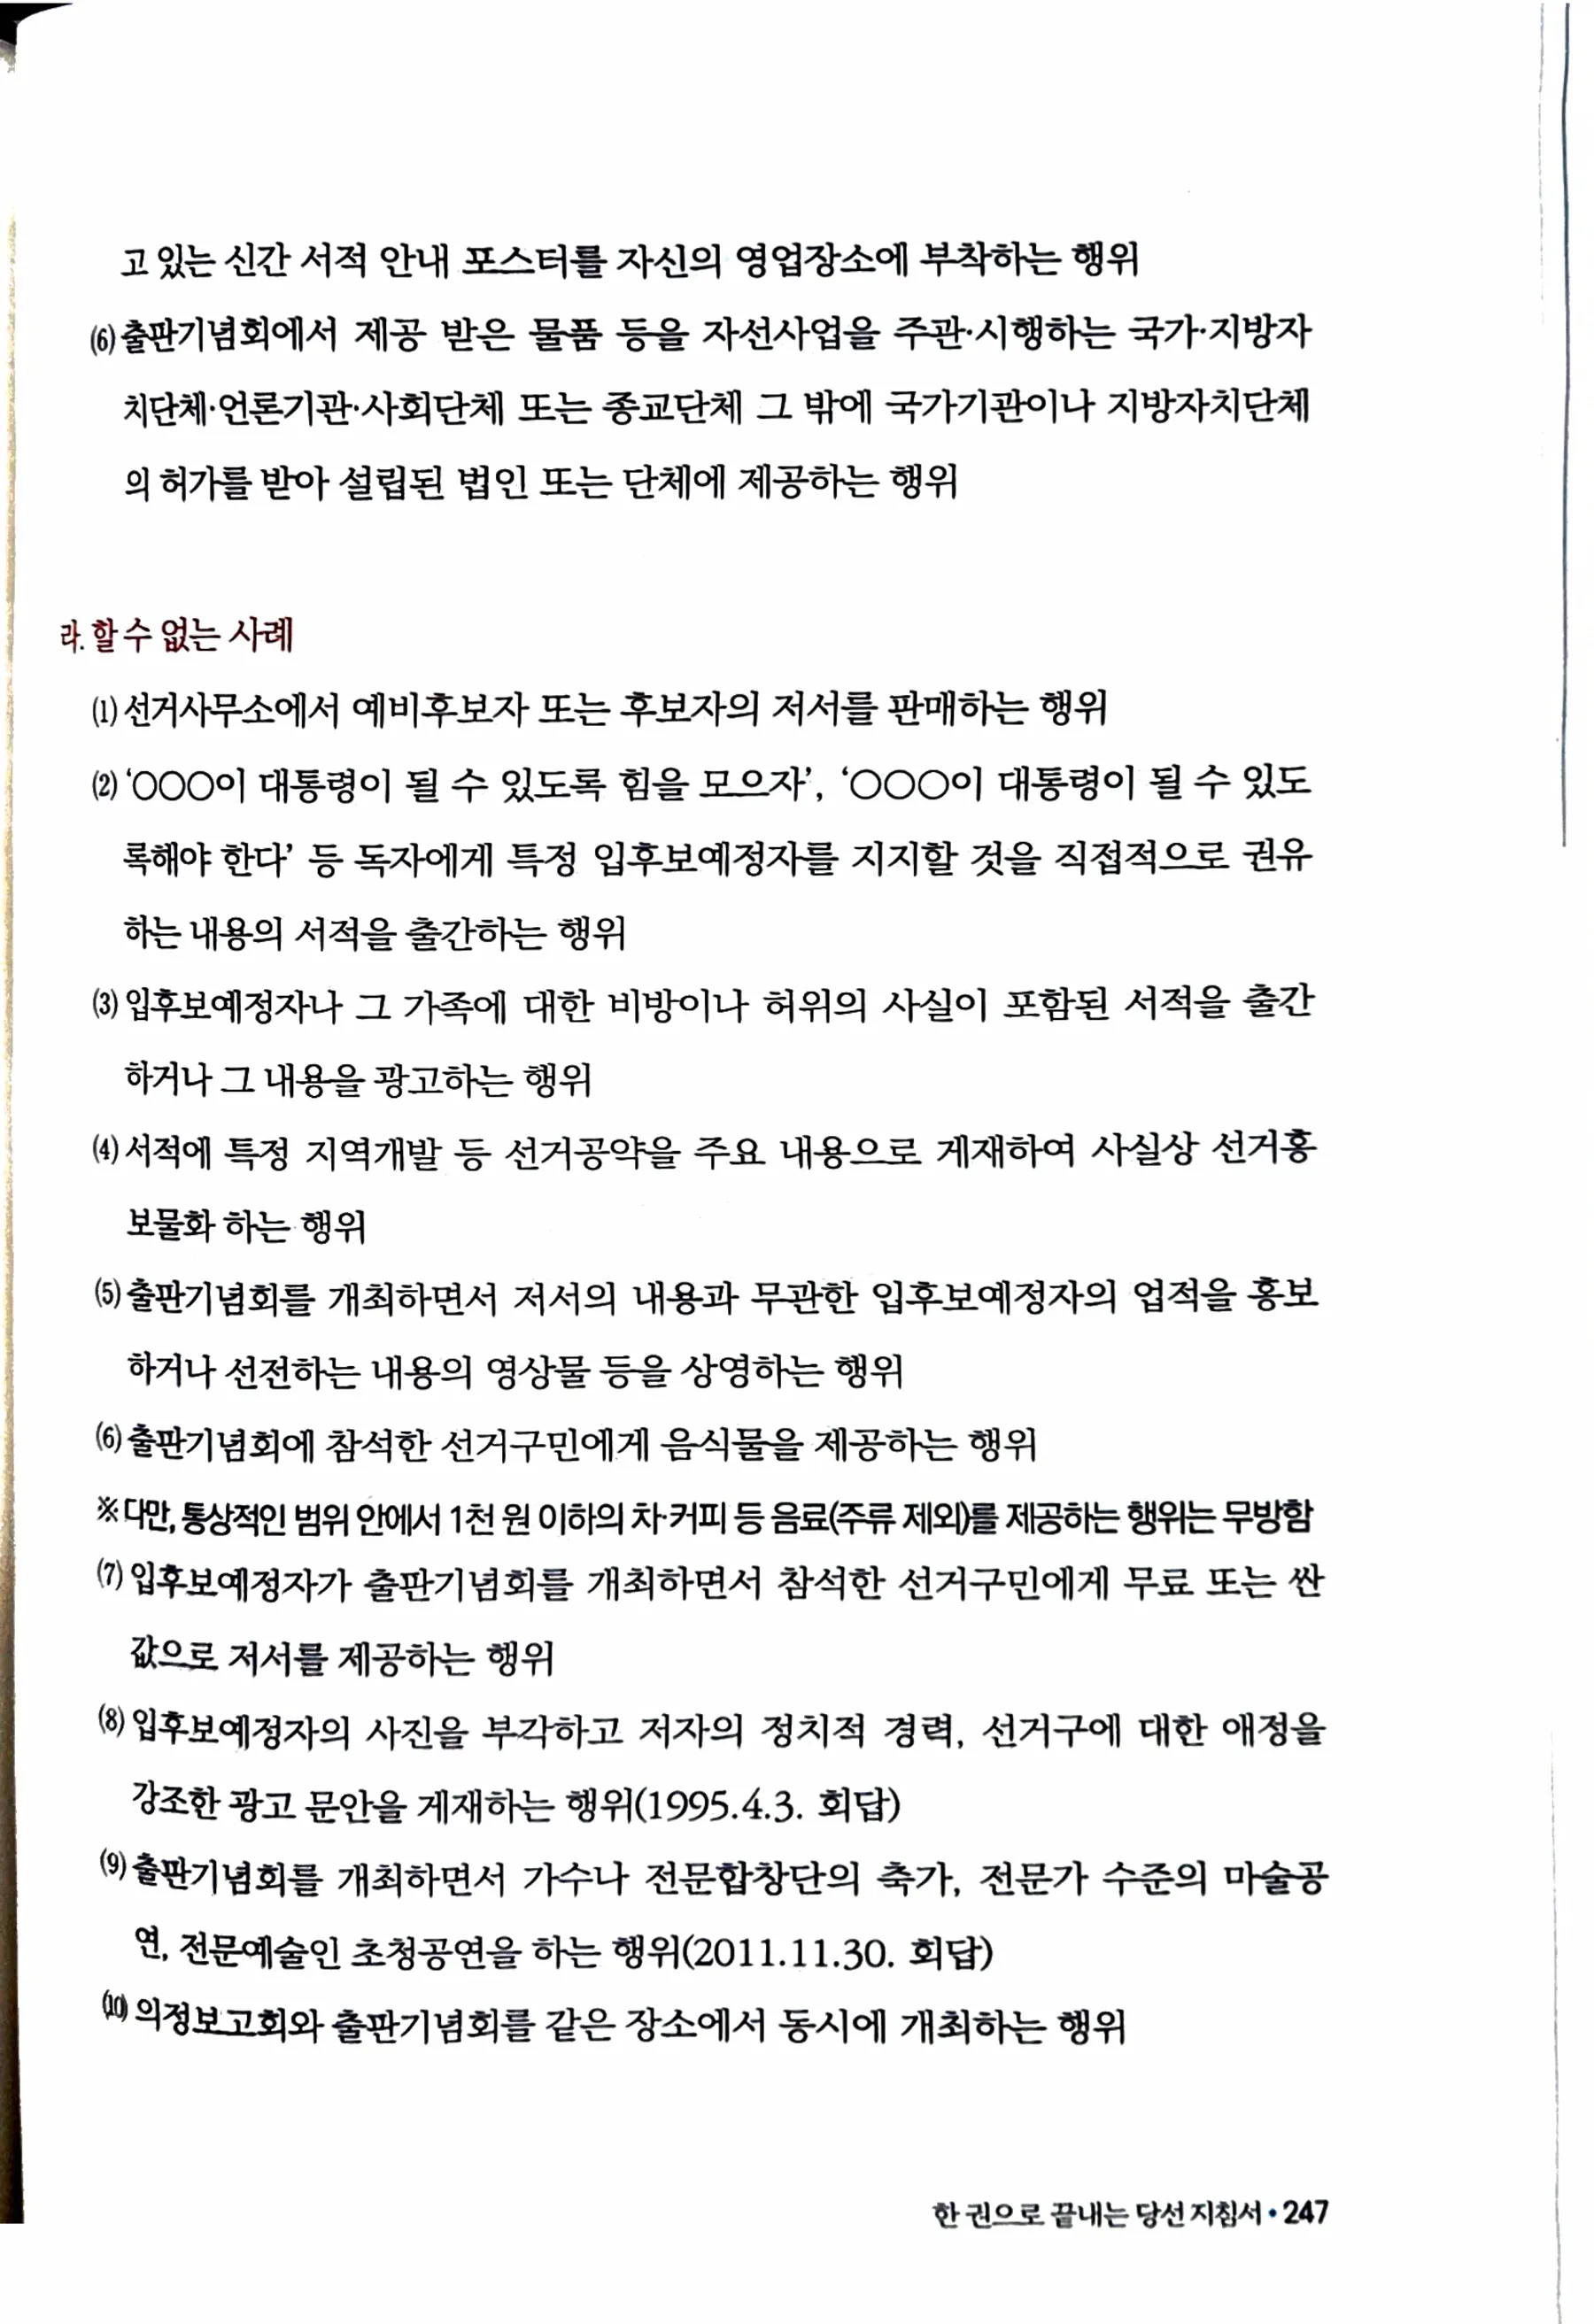 고 있는 신간 서적 안내 포스터를 자신의 영업장소에 부착하는 행위
(6) 출판기념회에서 제공 받은 물품 등을 자선사업을 주관·시행하는 국가·지방자
치단체·언론기관·사회단체 또는 종교단체 그 밖에 국가기관이나 지방자치단체
의 허가를 받아 설립된 법인 또는 단체에 제공하는 행위
라. 할 수 없는 사례
(1) 선거사무소에서 예비후보자 또는 후보자의 저서를 판매하는 행위
(2) ‘○○○이 대통령이 될 수 있도록 힘을 모으자’, ‘○○○이 대통령이 될 수 있도
록해야 한다’ 등 독자에게 특정 입후보예정자를 지지할 것을 직접적으로 권유
하는 내용의 서적을 출간하는 행위
(3) 입후보예정자나 그 가족에 대한 비방이나 허위의 사실이 포함된 서적을 출간
하거나 그 내용을 광고하는 행위
(4) 서적에 특정 지역개발 등 선거공약을 주요 내용으로 게재하여 사실상 선거홍
보물화 하는 행위
(5) 출판기념회를 개최하면서 저서의 내용과 무관한 입후보예정자의 업적을 홍보
하거나 선전하는 내용의 영상물 등을 상영하는 행위
(6) 출판기념회에 참석한 선거구민에게 음식물을 제공하는 행위
※ 다만, 통상적인 범위 안에서 1천 원 이하의 차·커피 등 음료(주류 제외)를 제공하는 행위는 무방함
(7) 입후보예정자가 출판기념회를 개최하면서 참석한 선거구민에게 무료 또는 싼
값으로 저서를 제공하는 행위
(8) 입후보예정자의 사진을 부각하고 저자의 정치적 경력, 선거구에 대한 애정을
강조한 광고 문안을 게재하는 행위(1995.4.3. 회답)
(9) 출판기념회를 개최하면서 가수나 전문합창단의 축가, 전문가 수준의 마술공
연, 전문예술인 초청공연을 하는 행위(2011.11.30. 회답)
(10) 의정보고회와 출판기념회를 같은 장소에서 동시에 개최하는 행위
한 권으로 끝내는 당선 지침서 • 247